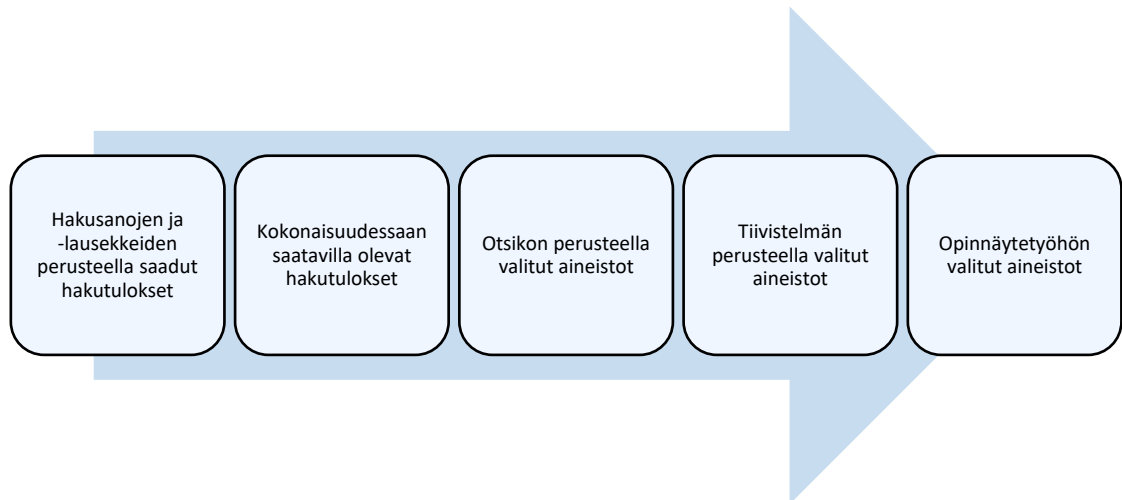 Hakusanojen ja
-lausekkeiden
perusteella saadut
hakutulokset
Kokonaisuudessaan
saatavilla olevat
hakutulokset
Otsikon perusteella
valitut aineistot
Tiivistelmän
perusteella valitut
aineistot
Opinnäytetyöhön
valitut aineistot